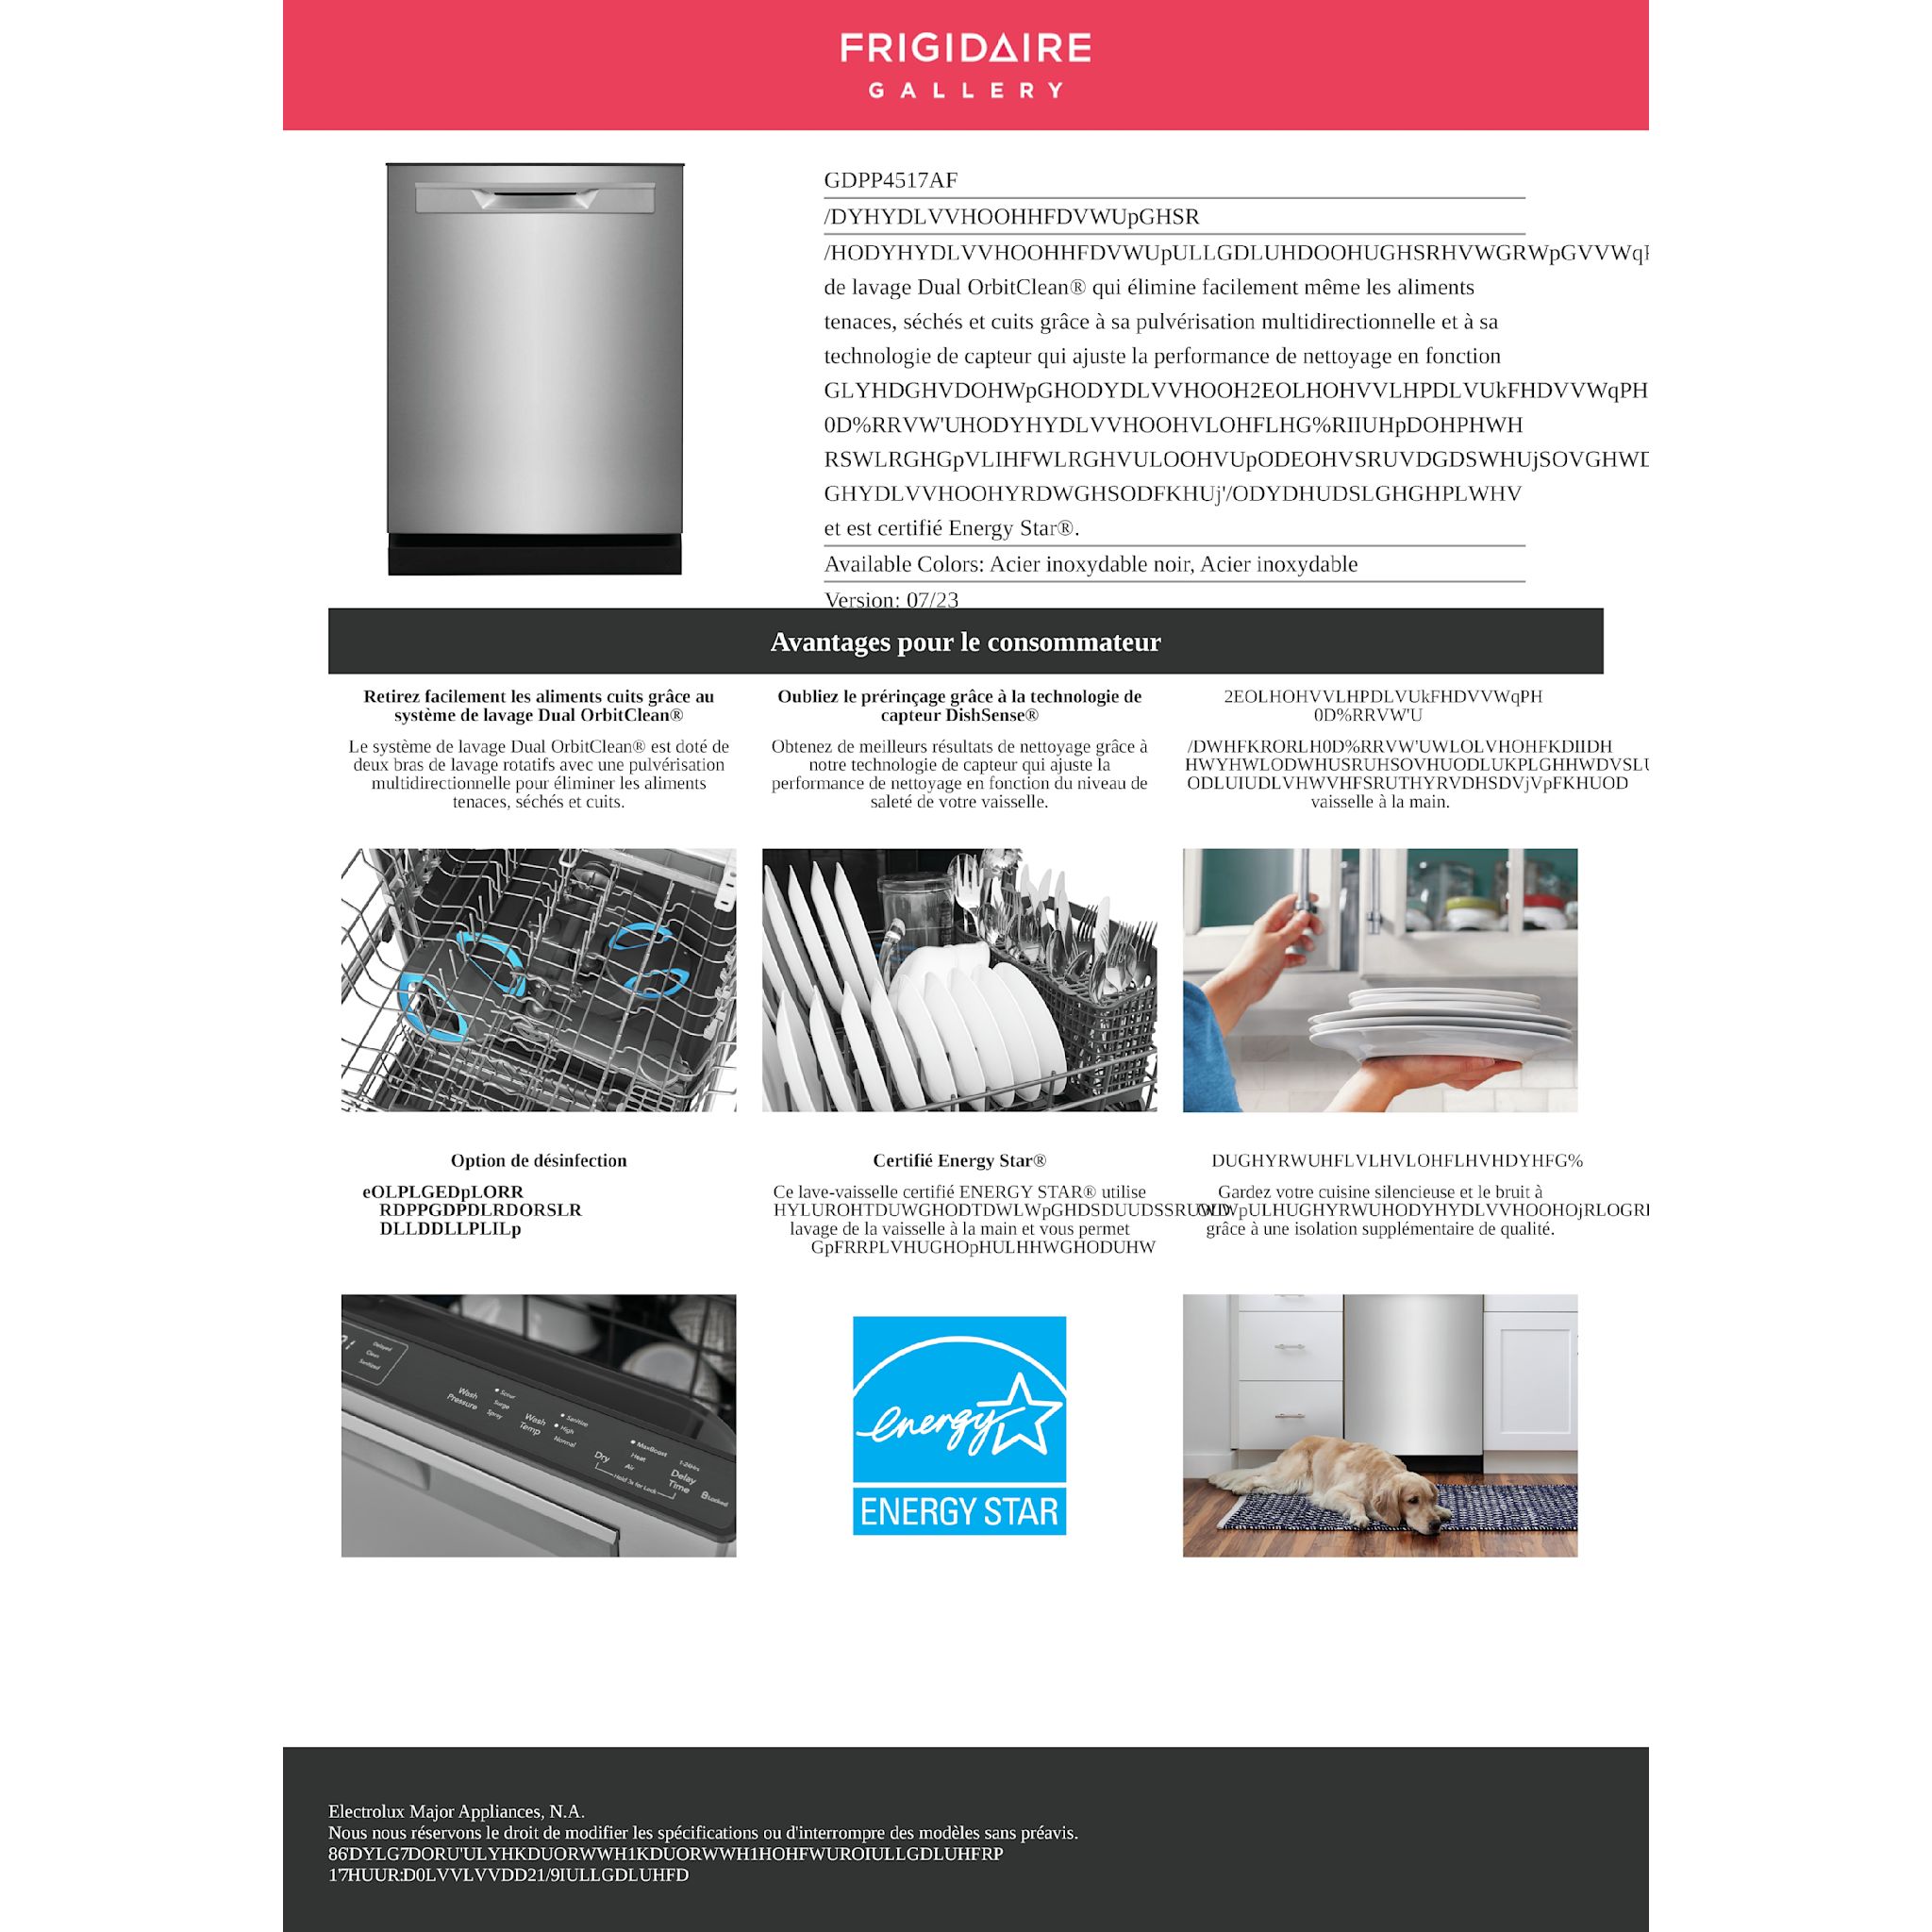 FRIGIDAIRE
GALLERY
GDPP4517AF
/DYHYDLVVHOOHHFDVWUpGHSR
/HODYHYDLVVHOOHHFDVWUpULLGDLUHDOOHUGHSRHVWGRWpGVVWqH
de lavage Dual OrbitClean® qui élimine facilement même les aliments
tenaces, séchés et cuits grâce à sa pulvérisation multidirectionnelle et à sa
technologie de capteur qui ajuste la performance de nettoyage en fonction
GLYHDGHVDOHWpGHODYDLVVHOOH2EOLHOHVVLHPDLVUkFHDVVWqPH
0D%RRVW'UHODYHYDLVVHOOHVLOHFLHG%RIIUHpDOHPHWH
RSWLRGHGpVLIHFWLRGHVULOOHVUpODEOHVSRUVDGDSWHUjSOVGHWD
GHYDLVVHOOHYRDWGHSODFKHUj'/ODYDHUDSLGHGHPLWHV
et est certifié Energy Star®.
Available Colors: Acier inoxydable noir, Acier inoxydable
Version: 07/23
Avantages pour le consommateur
Retirez facilement les aliments cuits grâce au
système de lavage Dual OrbitClean®
Le système de lavage Dual OrbitClean® est doté de
deux bras de lavage rotatifs avec une pulvérisation
multidirectionnelle pour éliminer les aliments
tenaces, séchés et cuits.
Oubliez le prérinçage grâce à la technologie de
capteur DishSense®
Obtenez de meilleurs résultats de nettoyage grâce à
notre technologie de capteur qui ajuste la
performance de nettoyage en fonction du niveau de
saleté de votre vaisselle.
2EOLHOHVVLHPDLVUkFHDVVWqPH
0D%RRVW'U
/DWHFKRORLH0D%RRVW'UWLOLVHOHFKDIIDH
HWYHWLODWHUSRUHSOVHUODLUKPLGHHWDVSLU
ODLUIUDLVHWVHFSRUTHYRVDHSDVjVpFKHUOD
vaisselle à la main.
Option de désinfection
eOLPLGEDpLORR
RDPPGDPDLRDORSLR
DLLDDLLPLILp
Certifié Energy Star®
Ce lave-vaisselle certifié ENERGY STAR® utilise
HYLUROHTDUWGHODTDWLWpGHDSDUUDSSRUWD
lavage de la vaisselle à la main et vous permet
GpFRRPLVHUGHOpHULHHWGHODUHW
DUGHYRWUHFLVLHVLOHFLHVHDYHFG%
Gardez votre cuisine silencieuse et le bruit à
grâce à une isolation supplémentaire de qualité.
Delayed
Clean
Sanitized
Wash
Pressure
Scour
Surge
Spray
Wash
Temp
Sanitize
High
Normal
Dry
MaxBoost
Heat
Air
Hold 3s for Lock
1-24Hrs
Delay
Time
Locked
energy
ENERGY STAR
Electrolux Major Appliances, N.A.
Nous nous réservons le droit de modifier les spécifications ou d'interrompre des modèles sans préavis.
86'DYLG7DORU'ULYHKDUORWWH1KDUORWWH1HOHFWUROIULLGDLUHFRP
17HUUR:D0LVVLVVDD21/9IULLGDLUHFD